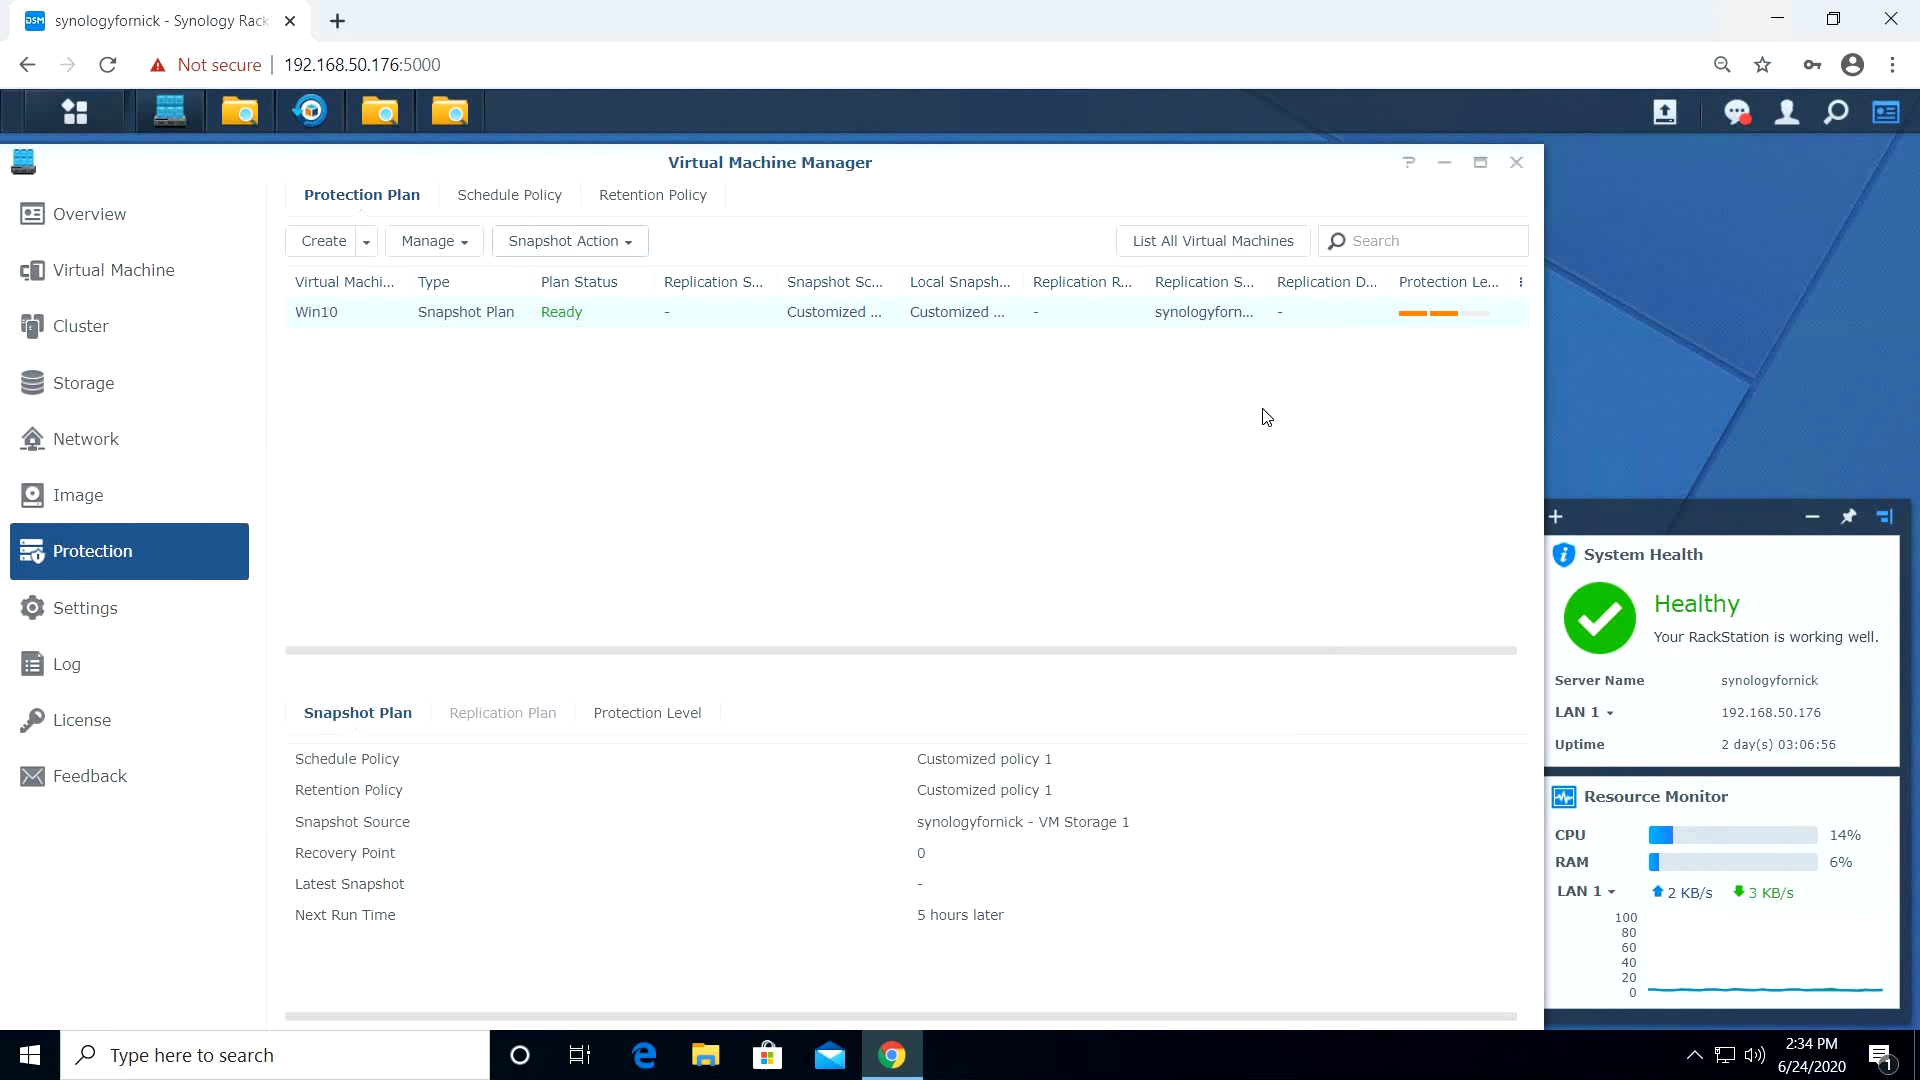 DSM synologyfornick - Synology Rack
Not secure 192.168.50.176:5000
Virtual Machine Manager
Overview
Virtual Machine
Cluster
Storage
Network
Image
Protection
Settings
Log
License
Feedback
Protection Plan Schedule Policy Retention Policy
Create Manage Snapshot Action List All Virtual Machines Search
Virtual Machi... Type Plan Status Replication S... Snapshot Sc... Local Snapsh... Replication R... Replication S... Replication D... Protection Le...
Win10 Snapshot Plan Ready - Customized ... Customized ... - synologyforn... -
Snapshot Plan Replication Plan Protection Level
Schedule Policy Customized policy 1
Retention Policy Customized policy 1
Snapshot Source synologyfornick - VM Storage 1
Recovery Point 0
Latest Snapshot -
Next Run Time 5 hours later
System Health
Healthy
Your RackStation is working well.
Server Name synologyfornick
LAN 1 192.168.50.176
Uptime 2 day(s) 03:06:56
Resource Monitor
CPU 14%
RAM 6%
LAN 1 2 KB/s 3 KB/s
100
80
60
40
20
0
Type here to search
2:34 PM
6/24/2020
1